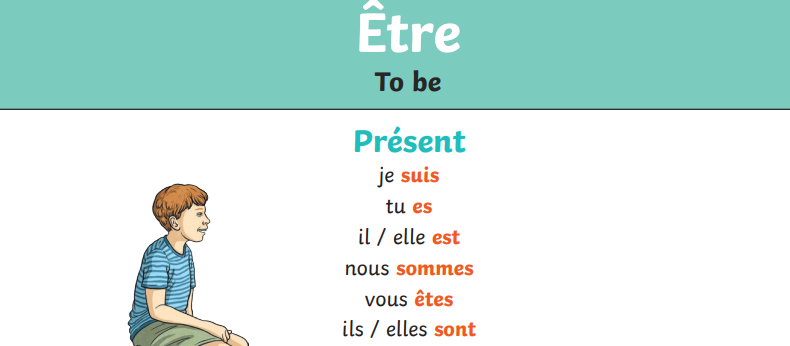 Être
To be
Présent
je suis
tu es
il / elle est
nous sommes
vous êtes
ils / elles sont